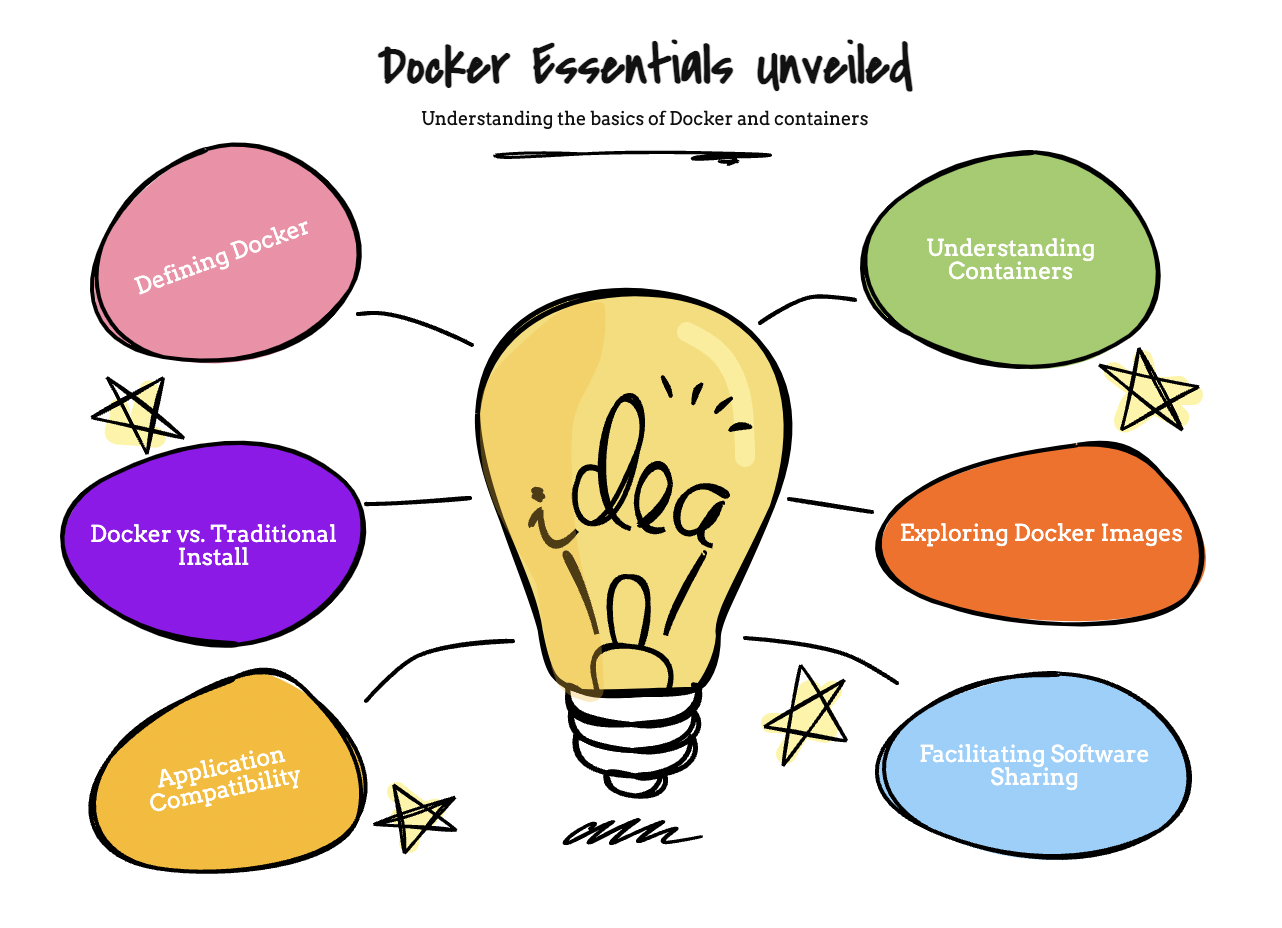 Docker Essentials Unveiled
Understanding the basics of Docker and containers
Defining Docker
Understanding
Containers
idea
Docker vs. Traditional
Install
Exploring Docker Images
Application
Compatibility
Facilitating Software
Sharing